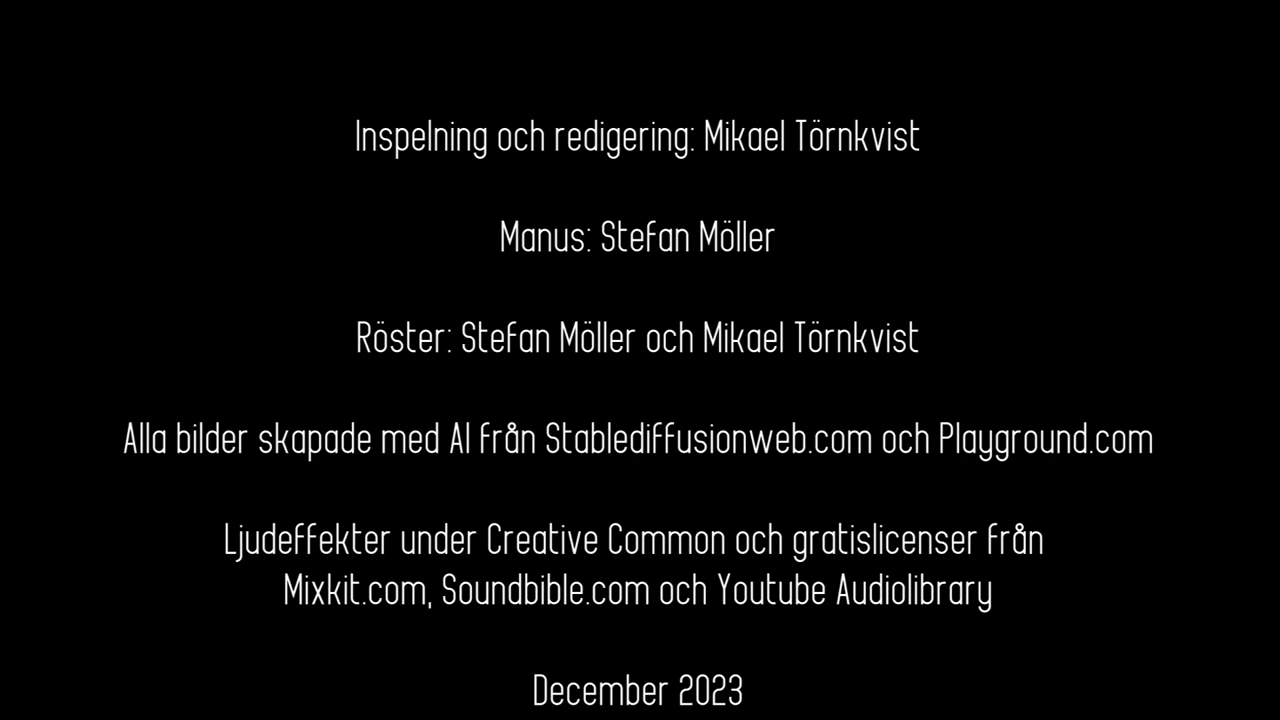 Inspelning och redigering: Mikael Törnkvist
Manus: Stefan Möller
Röster: Stefan Möller och Mikael Törnkvist
Alla bilder skapade med AI från Stablediffusionweb.com och Playground.com
Ljudeffekter under Creative Common och gratislicenser från
Mixkit.com, Soundbible.com och Youtube Audiolibrary
December 2023